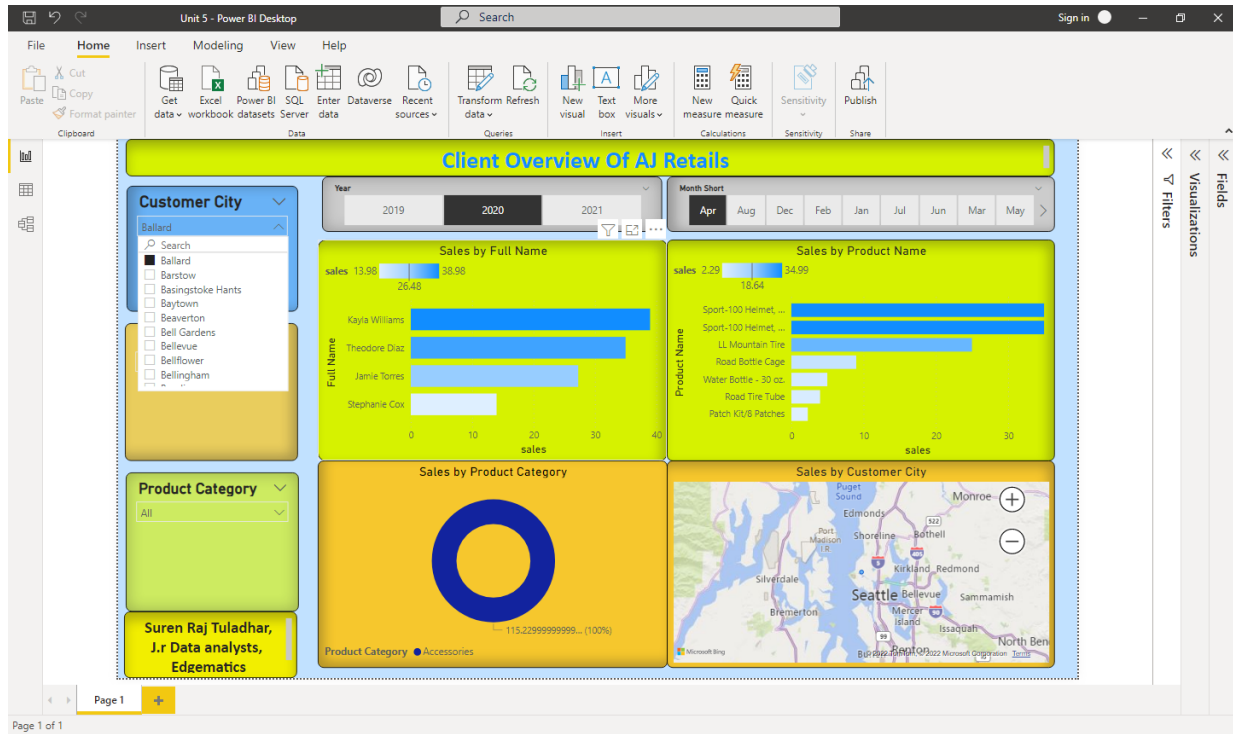 Unit 5 - Power BI Desktop
Search
Sign in
File Home Insert Modeling View Help
Paste
Cut
Copy
Format painter
Get data
Excel workbook
Power BI datasets
SQL Server
Enter data
Dataverse
Recent sources
Transform data
Refresh
New visual
Text box
More visuals
New measure
Quick measure
Sensitivity
Publish
Clipboard
Data
Queries
Insert
Calculations
Sensitivity
Share
Client Overview Of AJ Retails
Customer City
Ballard
Search
Ballard
Barstow
Basingstoke Hants
Baytown
Beaverton
Bell Gardens
Bellevue
Bellflower
Bellingham
Year
2019 2020 2021
Month Short
Apr Aug Dec Feb Jan Jul Jun Mar May
Sales by Full Name
sales 13.98 38.98
26.48
Full Name
Kayla Williams
Theodore Diaz
Jamie Torres
Stephanie Cox
0 10 20 30 40
sales
Sales by Product Name
sales 2.29 34.99
18.64
Product Name
Sport-100 Helmet, ...
Sport-100 Helmet, ...
LL Mountain Tire
Road Bottle Cage
Water Bottle - 30 oz.
Road Tire Tube
Patch Kit/8 Patches
0 10 20 30
sales
Product Category
All
Suren Raj Tuladhar,
J.r Data analysts,
Edgematics
Sales by Product Category
115.22999999999... (100%)
Product Category Accessories
Sales by Customer City
Puget
Sound
Monroe
Edmonds
522
Port
Madison
I.R.
Shoreline
Bothell
Kirkland
Redmond
Silverdale
Seattle
Bellevue
Sammamish
Bremerton
Mercer
Island
Issaquah
99
North Ben
Renton
Microsoft Bing
© 2022 Microsoft Corporation Terms
Filters
Visualizations
Fields
Page 1
Page 1 of 1